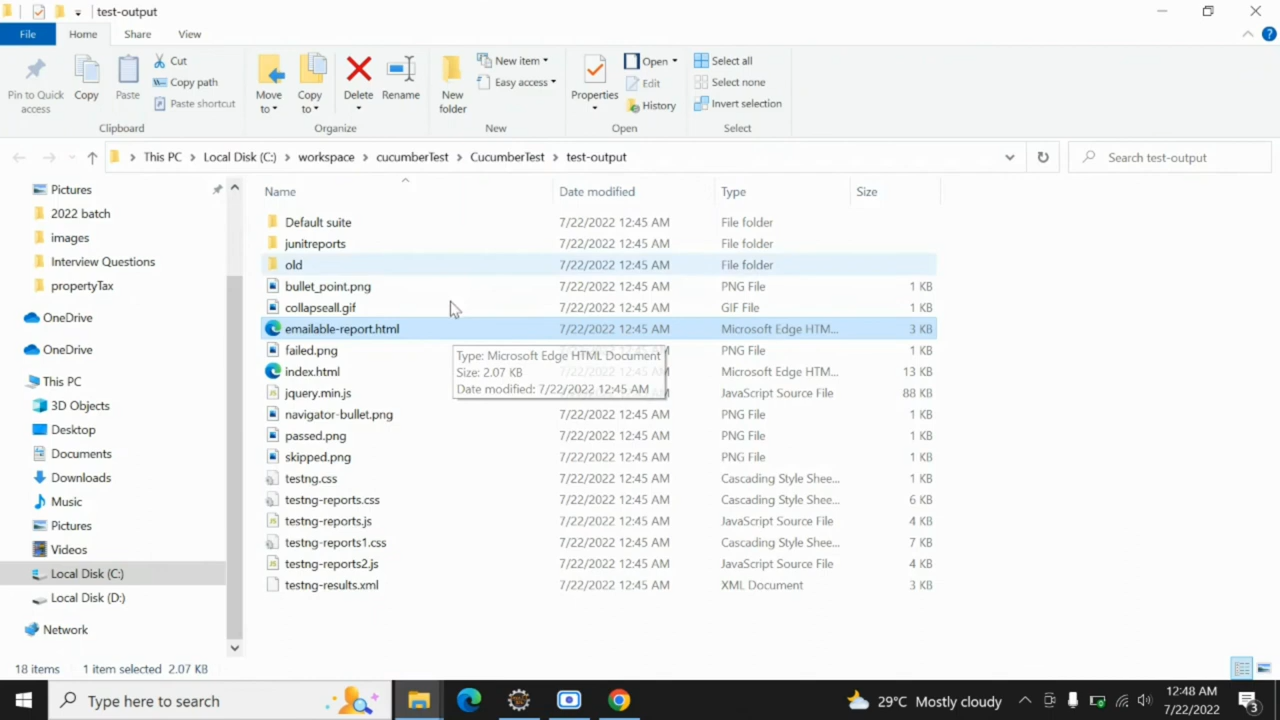 test-output
File Home Share View
Pin to Quick access
Copy
Paste
Cut
Copy path
Paste shortcut
Clipboard
Move to
Copy to
Delete
Rename
Organize
New folder
New item
Easy access
New
Properties
Open
Edit
History
Open
Select all
Select none
Invert selection
Select
This PC > Local Disk (C:) > workspace > cucumberTest > CucumberTest > test-output
Search test-output
Pictures
2022 batch
images
Interview Questions
propertyTax
OneDrive
OneDrive
This PC
3D Objects
Desktop
Documents
Downloads
Music
Pictures
Videos
Local Disk (C:)
Local Disk (D:)
Network
Name Date modified Type Size
Default suite 7/22/2022 12:45 AM File folder
junitreports 7/22/2022 12:45 AM File folder
old 7/22/2022 12:45 AM File folder
bullet_point.png 7/22/2022 12:45 AM PNG File 1 KB
collapseall.gif 7/22/2022 12:45 AM GIF File 1 KB
emailable-report.html 7/22/2022 12:45 AM Microsoft Edge HTM... 3 KB
failed.png 7/22/2022 12:45 AM PNG File 1 KB
index.html Microsoft Edge HTM... 13 KB
jquery.min.js JavaScript Source File 88 KB
navigator-bullet.png 7/22/2022 12:45 AM PNG File 1 KB
passed.png 7/22/2022 12:45 AM PNG File 1 KB
skipped.png 7/22/2022 12:45 AM PNG File 1 KB
testng.css 7/22/2022 12:45 AM Cascading Style Shee... 1 KB
testng-reports.css 7/22/2022 12:45 AM Cascading Style Shee... 6 KB
testng-reports.js 7/22/2022 12:45 AM JavaScript Source File 4 KB
testng-reports1.css 7/22/2022 12:45 AM Cascading Style Shee... 7 KB
testng-reports2.js 7/22/2022 12:45 AM JavaScript Source File 4 KB
testng-results.xml 7/22/2022 12:45 AM XML Document 3 KB
Type: Microsoft Edge HTML Document
Size: 2.07 KB
Date modified: 7/22/2022 12:45 AM
18 items 1 item selected 2.07 KB
Type here to search
29°C Mostly cloudy
12:48 AM
7/22/2022
3